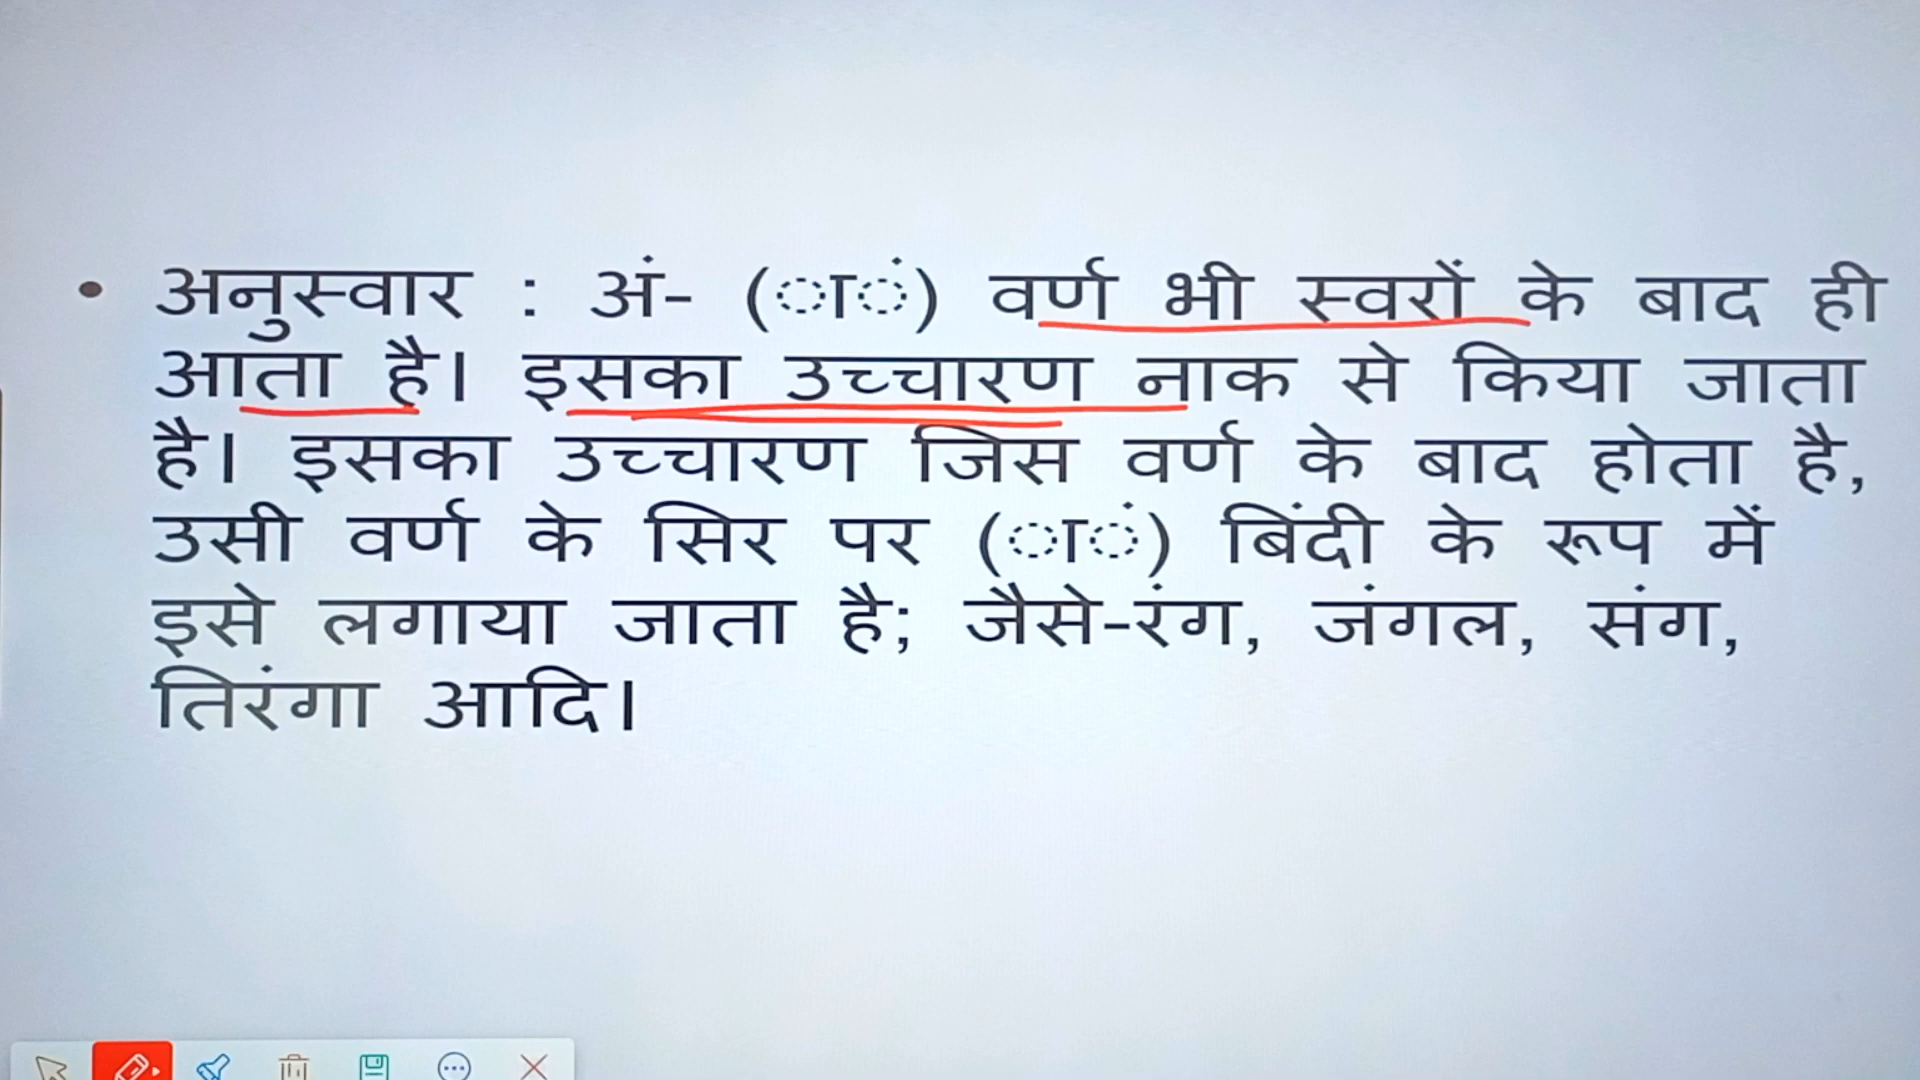 • अनुस्वार : अं- (ां) वर्ण भी स्वरों के बाद ही
आता है। इसका उच्चारण नाक से किया जाता
है। इसका उच्चारण जिस वर्ण के बाद होता है,
उसी वर्ण के सिर पर (ां) बिंदी के रूप में
इसे लगाया जाता है; जैसे-रंग, जंगल, संग,
तिरंगा आदि।